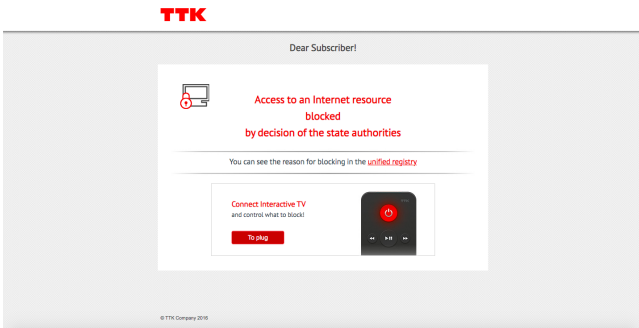 TTK
Dear Subscriber!
Access to an Internet resource
blocked
by decision of the state authorities
You can see the reason for blocking in the unified registry
Connect Interactive TV
and control what to block!
To plug
© TTK Company 2016